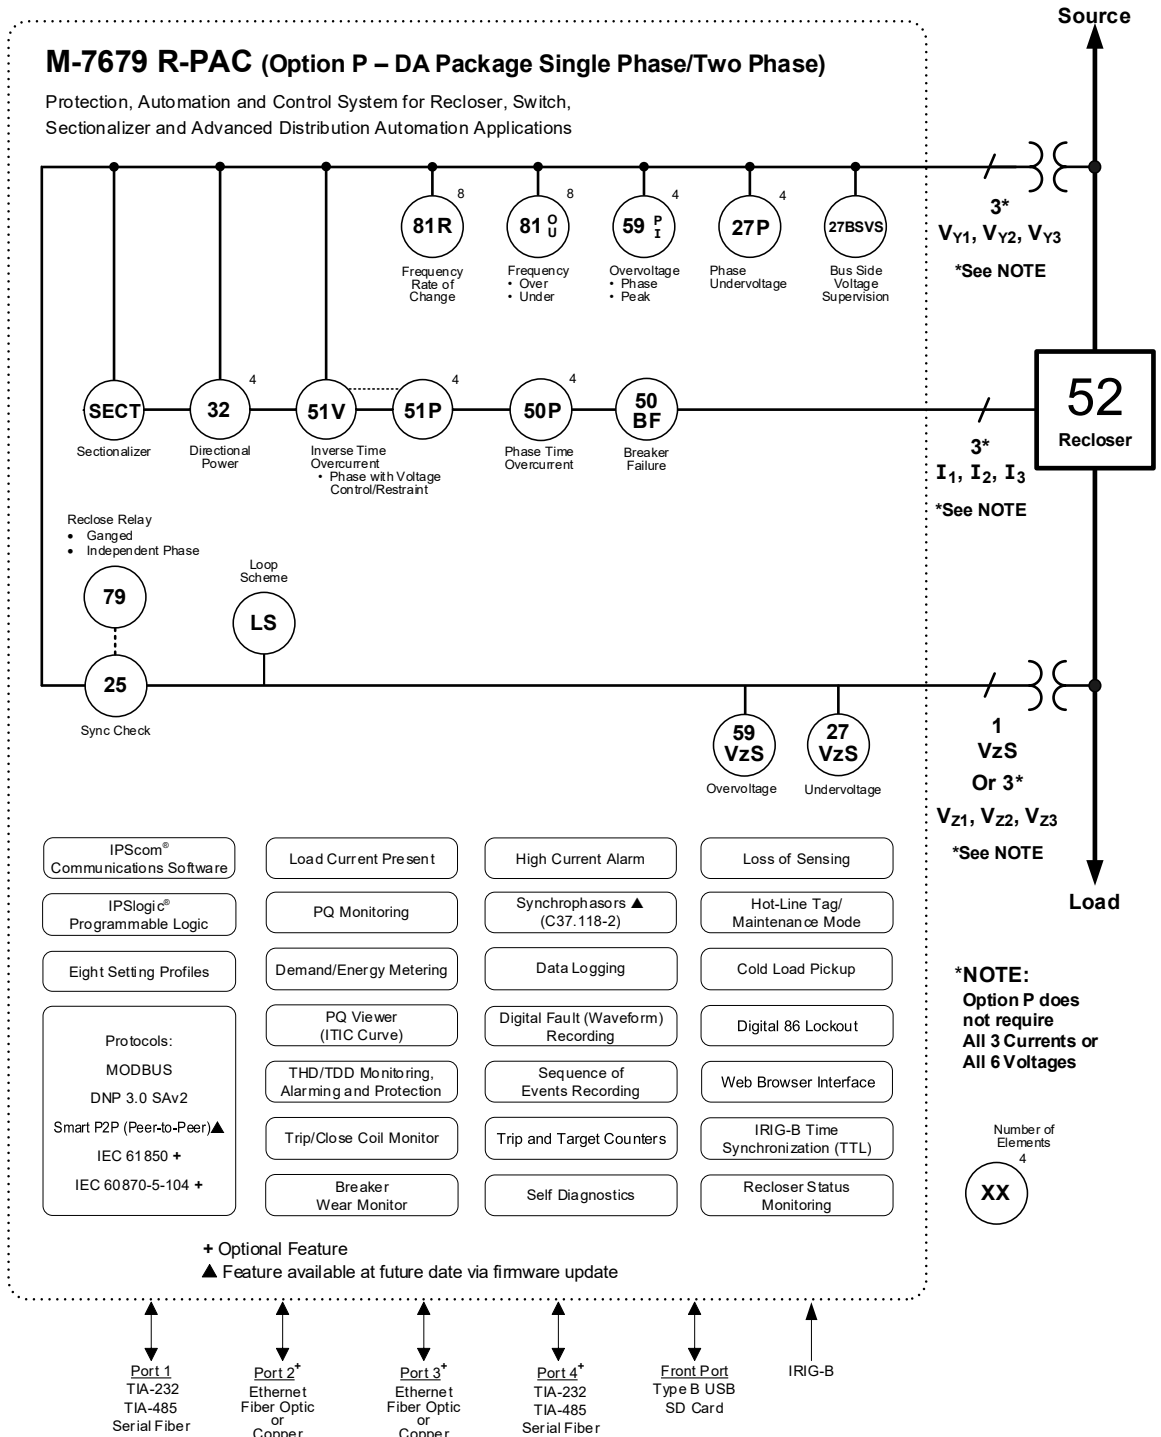 Source
M-7679 R-PAC (Option P – DA Package Single Phase/Two Phase)
Protection, Automation and Control System for Recloser, Switch,
Sectionalizer and Advanced Distribution Automation Applications
8
8
4
4
81R
81 O U
59 P I
27P
27BSVS
Frequency
Rate of
Change
Frequency
• Over
• Under
Overvoltage
• Phase
• Peak
Phase
Undervoltage
Bus Side
Voltage
Supervision
3*
VY1, VY2, VY3
*See NOTE
4
4
4
SECT
32
51V
51P
50P
50
BF
52
Recloser
Sectionalizer
Directional
Power
Inverse Time
Overcurrent
• Phase with Voltage
Control/Restraint
Phase Time
Overcurrent
Breaker
Failure
3*
I1, I2, I3
*See NOTE
Reclose Relay
• Ganged
• Independent Phase
79
Loop
Scheme
LS
25
Sync Check
59
VzS
Overvoltage
27
VzS
Undervoltage
1
VzS
Or 3*
VZ1, VZ2, VZ3
*See NOTE
Load
IPScom®
Communications Software
Load Current Present
High Current Alarm
Loss of Sensing
IPSlogic®
Programmable Logic
PQ Monitoring
Synchrophasors ▲
(C37.118-2)
Hot-Line Tag/
Maintenance Mode
Eight Setting Profiles
Demand/Energy Metering
Data Logging
Cold Load Pickup
Protocols:
MODBUS
DNP 3.0 SAv2
Smart P2P (Peer-to-Peer)▲
IEC 61850 +
IEC 60870-5-104 +
PQ Viewer
(ITIC Curve)
Digital Fault (Waveform)
Recording
Digital 86 Lockout
THD/TDD Monitoring,
Alarming and Protection
Sequence of
Events Recording
Web Browser Interface
Trip/Close Coil Monitor
Trip and Target Counters
IRIG-B Time
Synchronization (TTL)
Breaker
Wear Monitor
Self Diagnostics
Recloser Status
Monitoring
*NOTE:
Option P does
not require
All 3 Currents or
All 6 Voltages
Number of
Elements
4
XX
+ Optional Feature
▲ Feature available at future date via firmware update
Port 1
TIA-232
TIA-485
Serial Fiber
Port 2+
Ethernet
Fiber Optic
or
Copper
Port 3+
Ethernet
Fiber Optic
or
Copper
Port 4+
TIA-232
TIA-485
Serial Fiber
Front Port
Type B USB
SD Card
IRIG-B